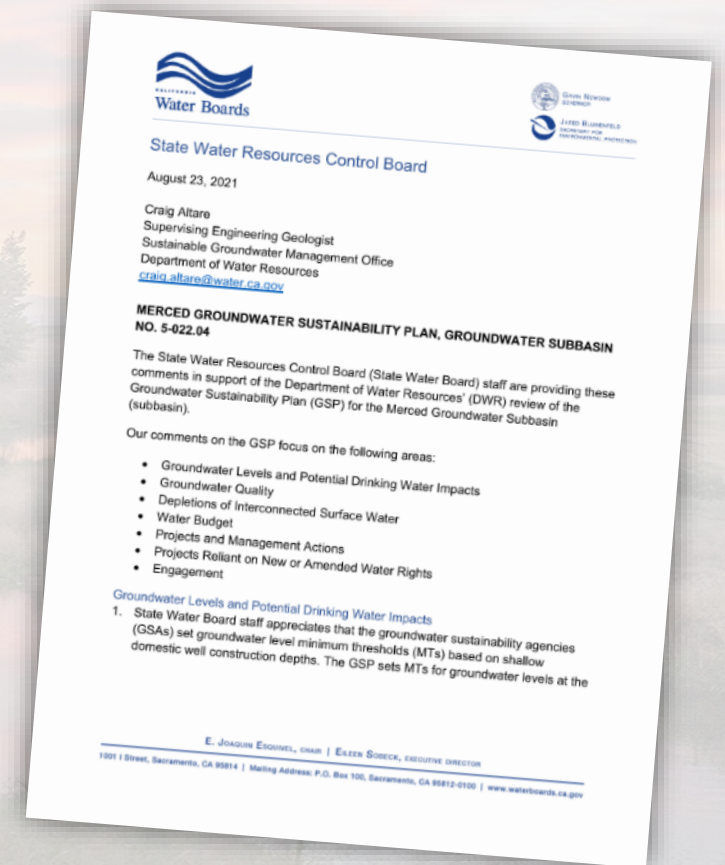 CALIFORNIA
Water Boards
GAVIN NEWSOM
GOVERNOR
JARED BLUMENFELD
SECRETARY FOR
ENVIRONMENTAL PROTECTION
State Water Resources Control Board
August 23, 2021
Craig Altare
Supervising Engineering Geologist
Sustainable Groundwater Management Office
Department of Water Resources
craig.altare@water.ca.gov
MERCED GROUNDWATER SUSTAINABILITY PLAN, GROUNDWATER SUBBASIN
NO. 5-022.04
The State Water Resources Control Board (State Water Board) staff are providing these
comments in support of the Department of Water Resources' (DWR) review of the
Groundwater Sustainability Plan (GSP) for the Merced Groundwater Subbasin
(subbasin).
Our comments on the GSP focus on the following areas:
• Groundwater Levels and Potential Drinking Water Impacts
• Groundwater Quality
• Depletions of Interconnected Surface Water
• Water Budget
• Projects and Management Actions
• Projects Reliant on New or Amended Water Rights
• Engagement
Groundwater Levels and Potential Drinking Water Impacts
1. State Water Board staff appreciates that the groundwater sustainability agencies
(GSAs) set groundwater level minimum thresholds (MTs) based on shallow
domestic well construction depths. The GSP sets MTs for groundwater levels at the
E. JOAQUIN ESQUIVEL, CHAIR | EILEEN SOBECK, EXECUTIVE DIRECTOR
1001 I Street, Sacramento, CA 95814 | Mailing Address: P.O. Box 100, Sacramento, CA 95812-0100 | www.waterboards.ca.gov